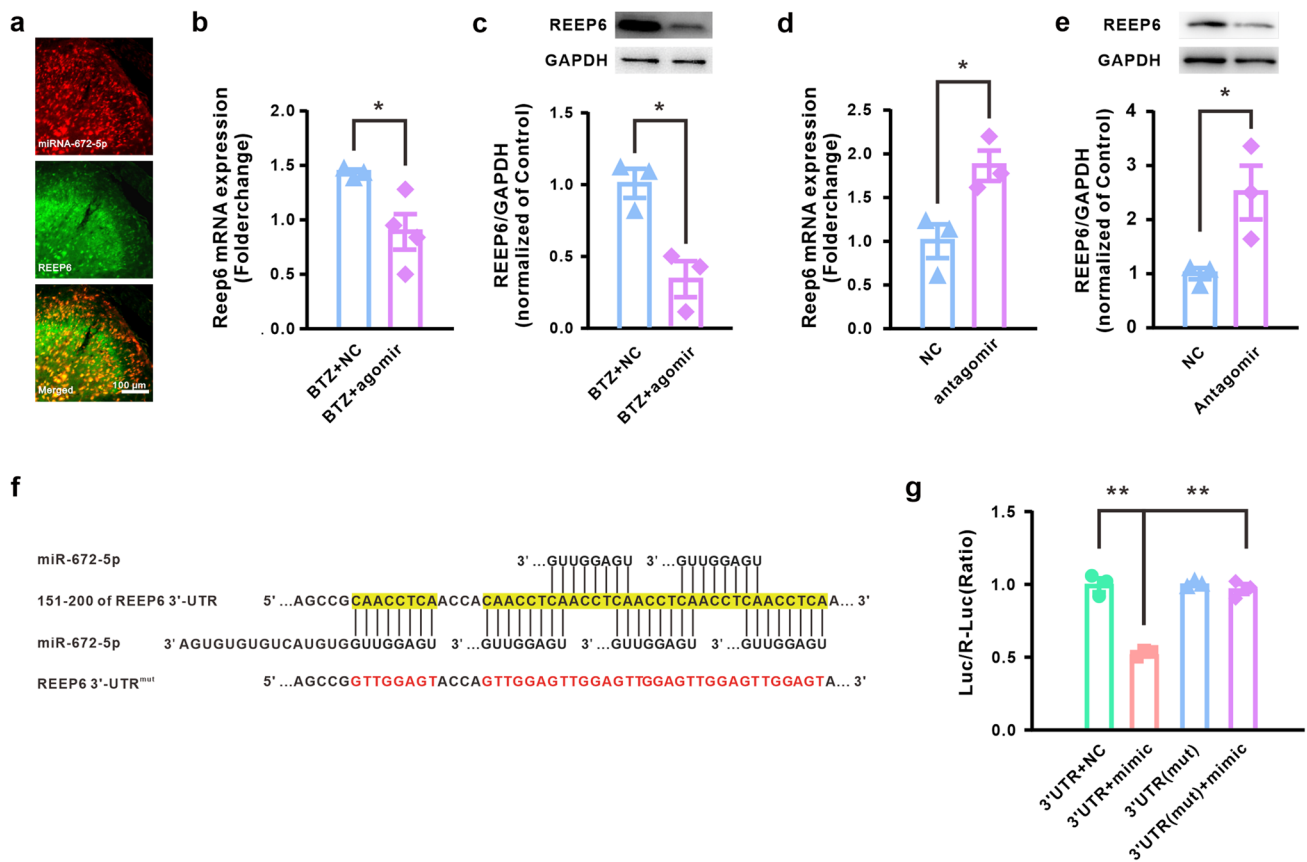 a
miRNA-672-5p
REEP6
Merged
100 μm
b
Reep6 mRNA expression
(Folderchange)
2.0
1.5
1.0
0.5
0.0
*
BTZ+NC
BTZ+agomir
c
REEP6
GAPDH
REEP6/GAPDH
(normalized of Control)
1.5
1.0
0.5
0.0
*
BTZ+NC
BTZ+agomir
d
Reep6 mRNA expression
(Folderchange)
2.5
2.0
1.5
1.0
0.5
0.0
*
NC
antagomir
e
REEP6
GAPDH
REEP6/GAPDH
(normalized of Control)
4
3
2
1
0
*
NC
Antagomir
f
miR-672-5p 3' ...GUUGGAGU 3' ...GUUGGAGU
151-200 of REEP6 3'-UTR 5' ...AGCCGCAACCTCAACCACAACCTCAACCTCAACCTCAACCTCAACCTCAA... 3'
miR-672-5p 3' AGUGUGUGUCAUGUGGUUGGAGU 3'...GUUGGAGU 3'...GUUGGAGU 3'...GUUGGAGU
REEP6 3'-UTRmut 5' ...AGCCGGTTGGAGTACCAGTTGGAGTTGGAGTTGGAGTTGGAGTTGGAGTA... 3'
g
Luc/R-Luc(Ratio)
1.5
1.0
0.5
0.0
** **
3'UTR+NC
3'UTR+mimic
3'UTR(mut)
3'UTR(mut)+mimic